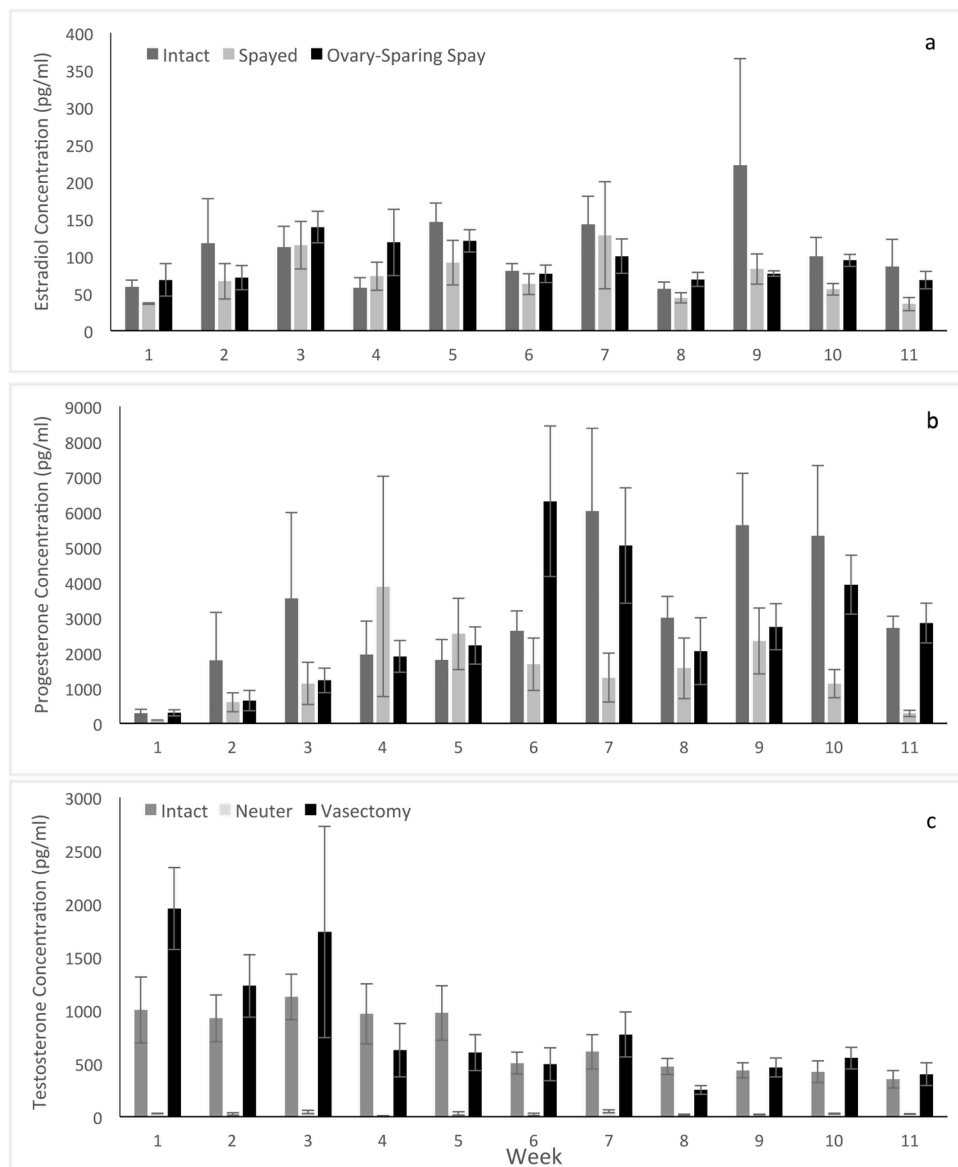 a
Intact Spayed Ovary-Sparing Spay
Estradiol Concentration (pg/ml)
400
350
300
250
200
150
100
50
0
1 2 3 4 5 6 7 8 9 10 11
b
Progesterone Concentration (pg/ml)
9000
8000
7000
6000
5000
4000
3000
2000
1000
0
1 2 3 4 5 6 7 8 9 10 11
c
Intact Neuter Vasectomy
Testosterone Concentration (pg/ml)
3000
2500
2000
1500
1000
500
0
1 2 3 4 5 6 7 8 9 10 11
Week